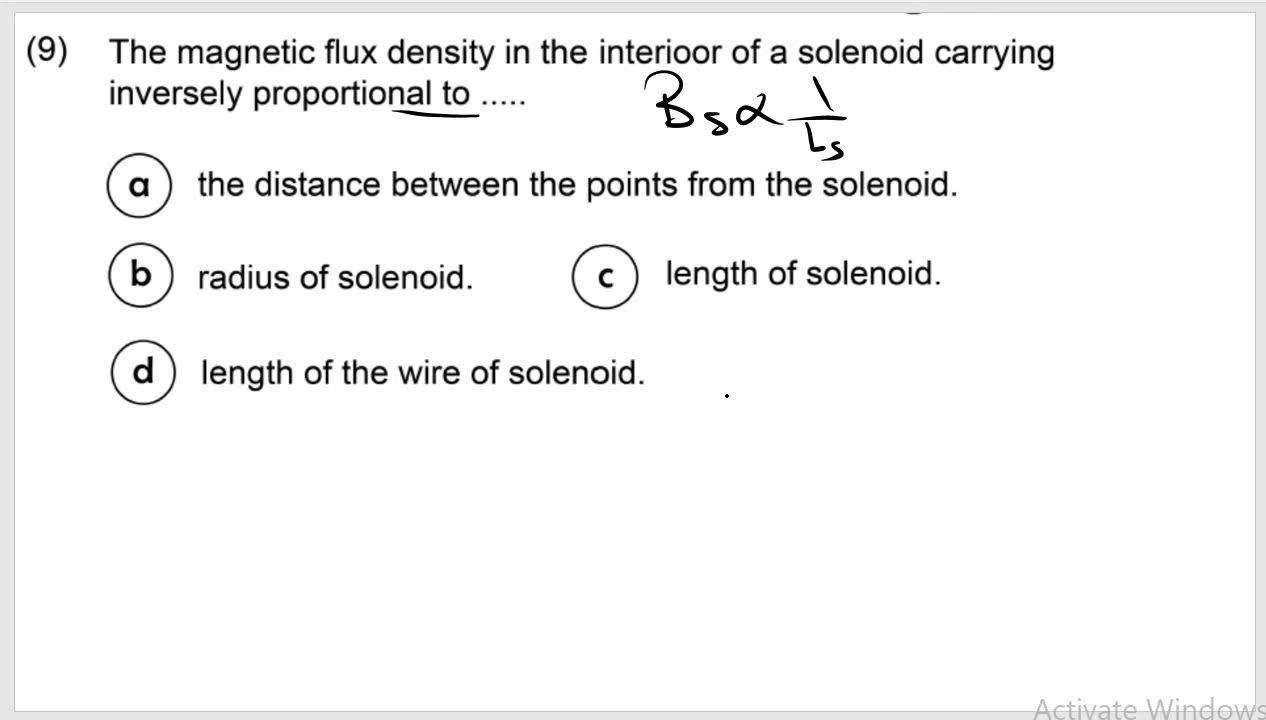 (9) The magnetic flux density in the interioor of a solenoid carrying
inversely proportional to .....
Bs ∝ 1/Ls
a the distance between the points from the solenoid.
b radius of solenoid.
c length of solenoid.
d length of the wire of solenoid.
Activate Windows